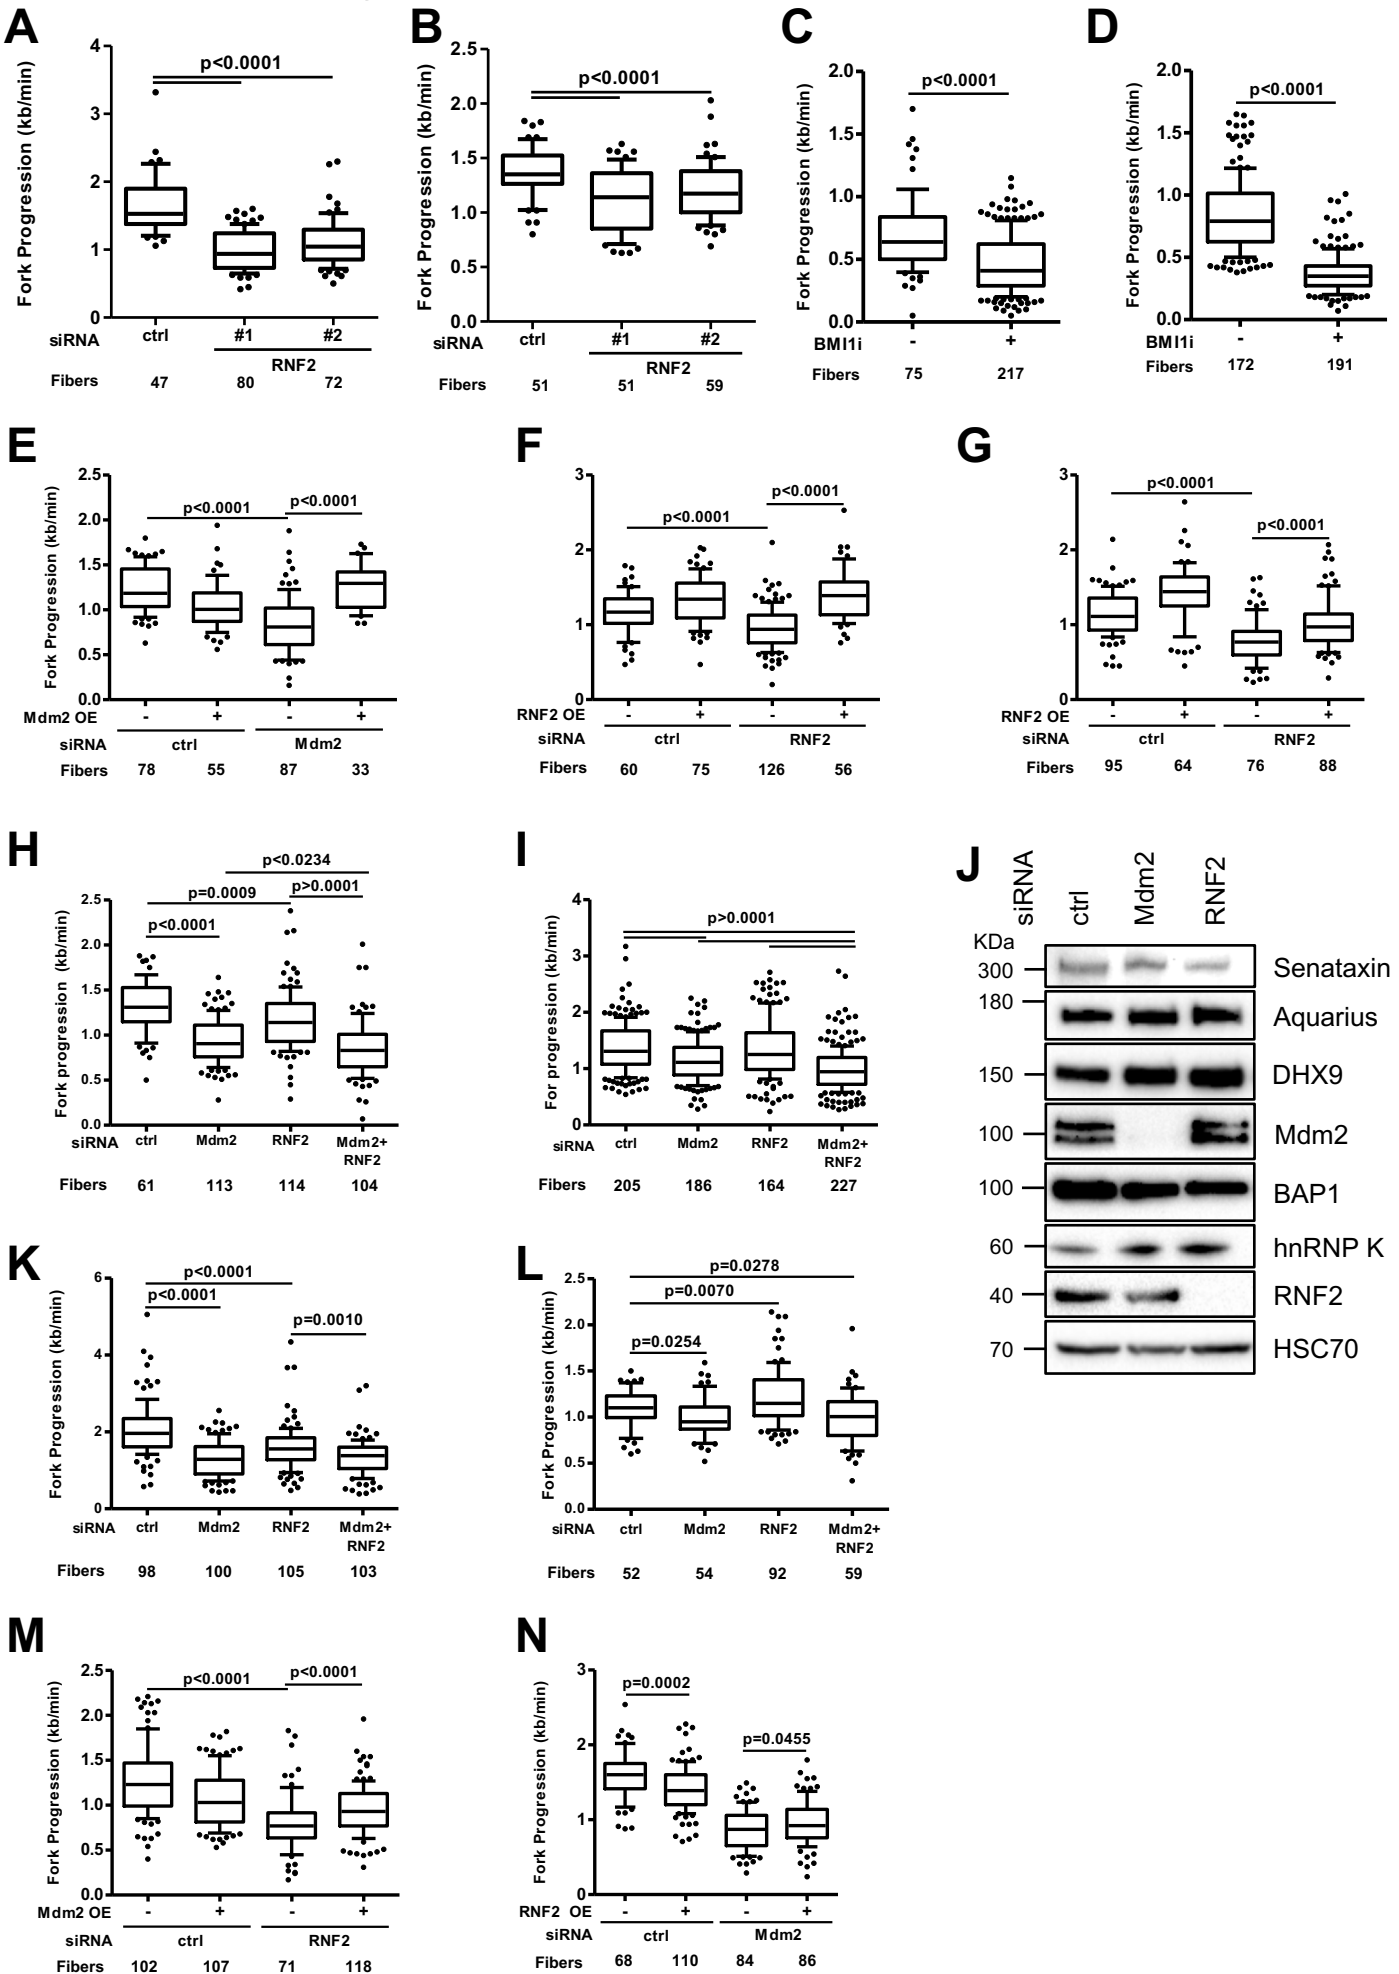 A
Fork Progression (kb/min)
4
3
2
1
0
p<0.0001
siRNA ctrl #1 #2
RNF2
Fibers 47 80 72
B
Fork Progression (kb/min)
2.5
2.0
1.5
1.0
0.5
0.0
p<0.0001
siRNA ctrl #1 #2
RNF2
Fibers 51 51 59
C
Fork Progression (kb/min)
2.0
1.5
1.0
0.5
0.0
p<0.0001
BMI1i - +
Fibers 75 217
D
Fork Progression (kb/min)
2.0
1.5
1.0
0.5
0.0
p<0.0001
BMI1i - +
Fibers 172 191
E
Fork Progression (kb/min)
2.5
2.0
1.5
1.0
0.5
0.0
p<0.0001 p<0.0001
Mdm2 OE - + - +
siRNA ctrl Mdm2
Fibers 78 55 87 33
F
Fork Progression (kb/min)
3
2
1
0
p<0.0001
p<0.0001
RNF2 OE - + - +
siRNA ctrl RNF2
Fibers 60 75 126 56
G
Fork Progression (kb/min)
3
2
1
0
p<0.0001
p<0.0001
RNF2 OE - + - +
siRNA ctrl RNF2
Fibers 95 64 76 88
H
Fork progression (kb/min)
2.5
2.0
1.5
1.0
0.5
0.0
p<0.0234
p=0.0009 p>0.0001
p<0.0001
siRNA ctrl Mdm2 RNF2 Mdm2+
RNF2
Fibers 61 113 114 104
I
For progression (kb/min)
4
3
2
1
0
p>0.0001
siRNA ctrl Mdm2 RNF2 Mdm2+
RNF2
Fibers 205 186 164 227
J
siRNA ctrl Mdm2 RNF2
KDa
300 Senataxin
180 Aquarius
150 DHX9
100 Mdm2
100 BAP1
60 hnRNP K
40 RNF2
70 HSC70
K
Fork Progression (kb/min)
6
4
2
0
p<0.0001
p<0.0001
p=0.0010
siRNA ctrl Mdm2 RNF2 Mdm2+
RNF2
Fibers 98 100 105 103
L
Fork Progression (kb/min)
2.5
2.0
1.5
1.0
0.5
0.0
p=0.0278
p=0.0070
p=0.0254
siRNA ctrl Mdm2 RNF2 Mdm2+
RNF2
Fibers 52 54 92 59
M
Fork Progression (kb/min)
2.5
2.0
1.5
1.0
0.5
0.0
p<0.0001 p<0.0001
Mdm2 OE - + - +
siRNA ctrl RNF2
Fibers 102 107 71 118
N
Fork Progression (kb/min)
3
2
1
0
p=0.0002
p=0.0455
RNF2 OE - + - +
siRNA ctrl Mdm2
Fibers 68 110 84 86